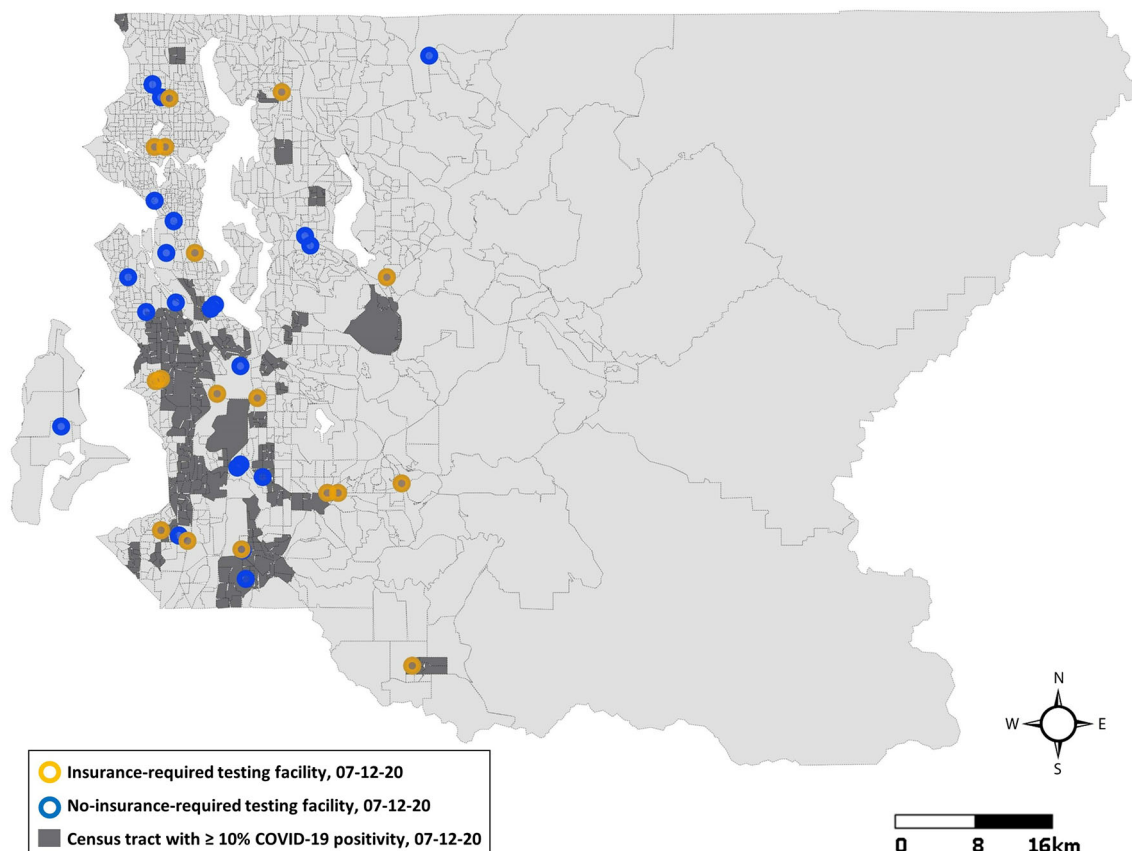 N
W E
S
Insurance-required testing facility, 07-12-20
No-insurance-required testing facility, 07-12-20
Census tract with ≥ 10% COVID-19 positivity, 07-12-20
0 8 16km